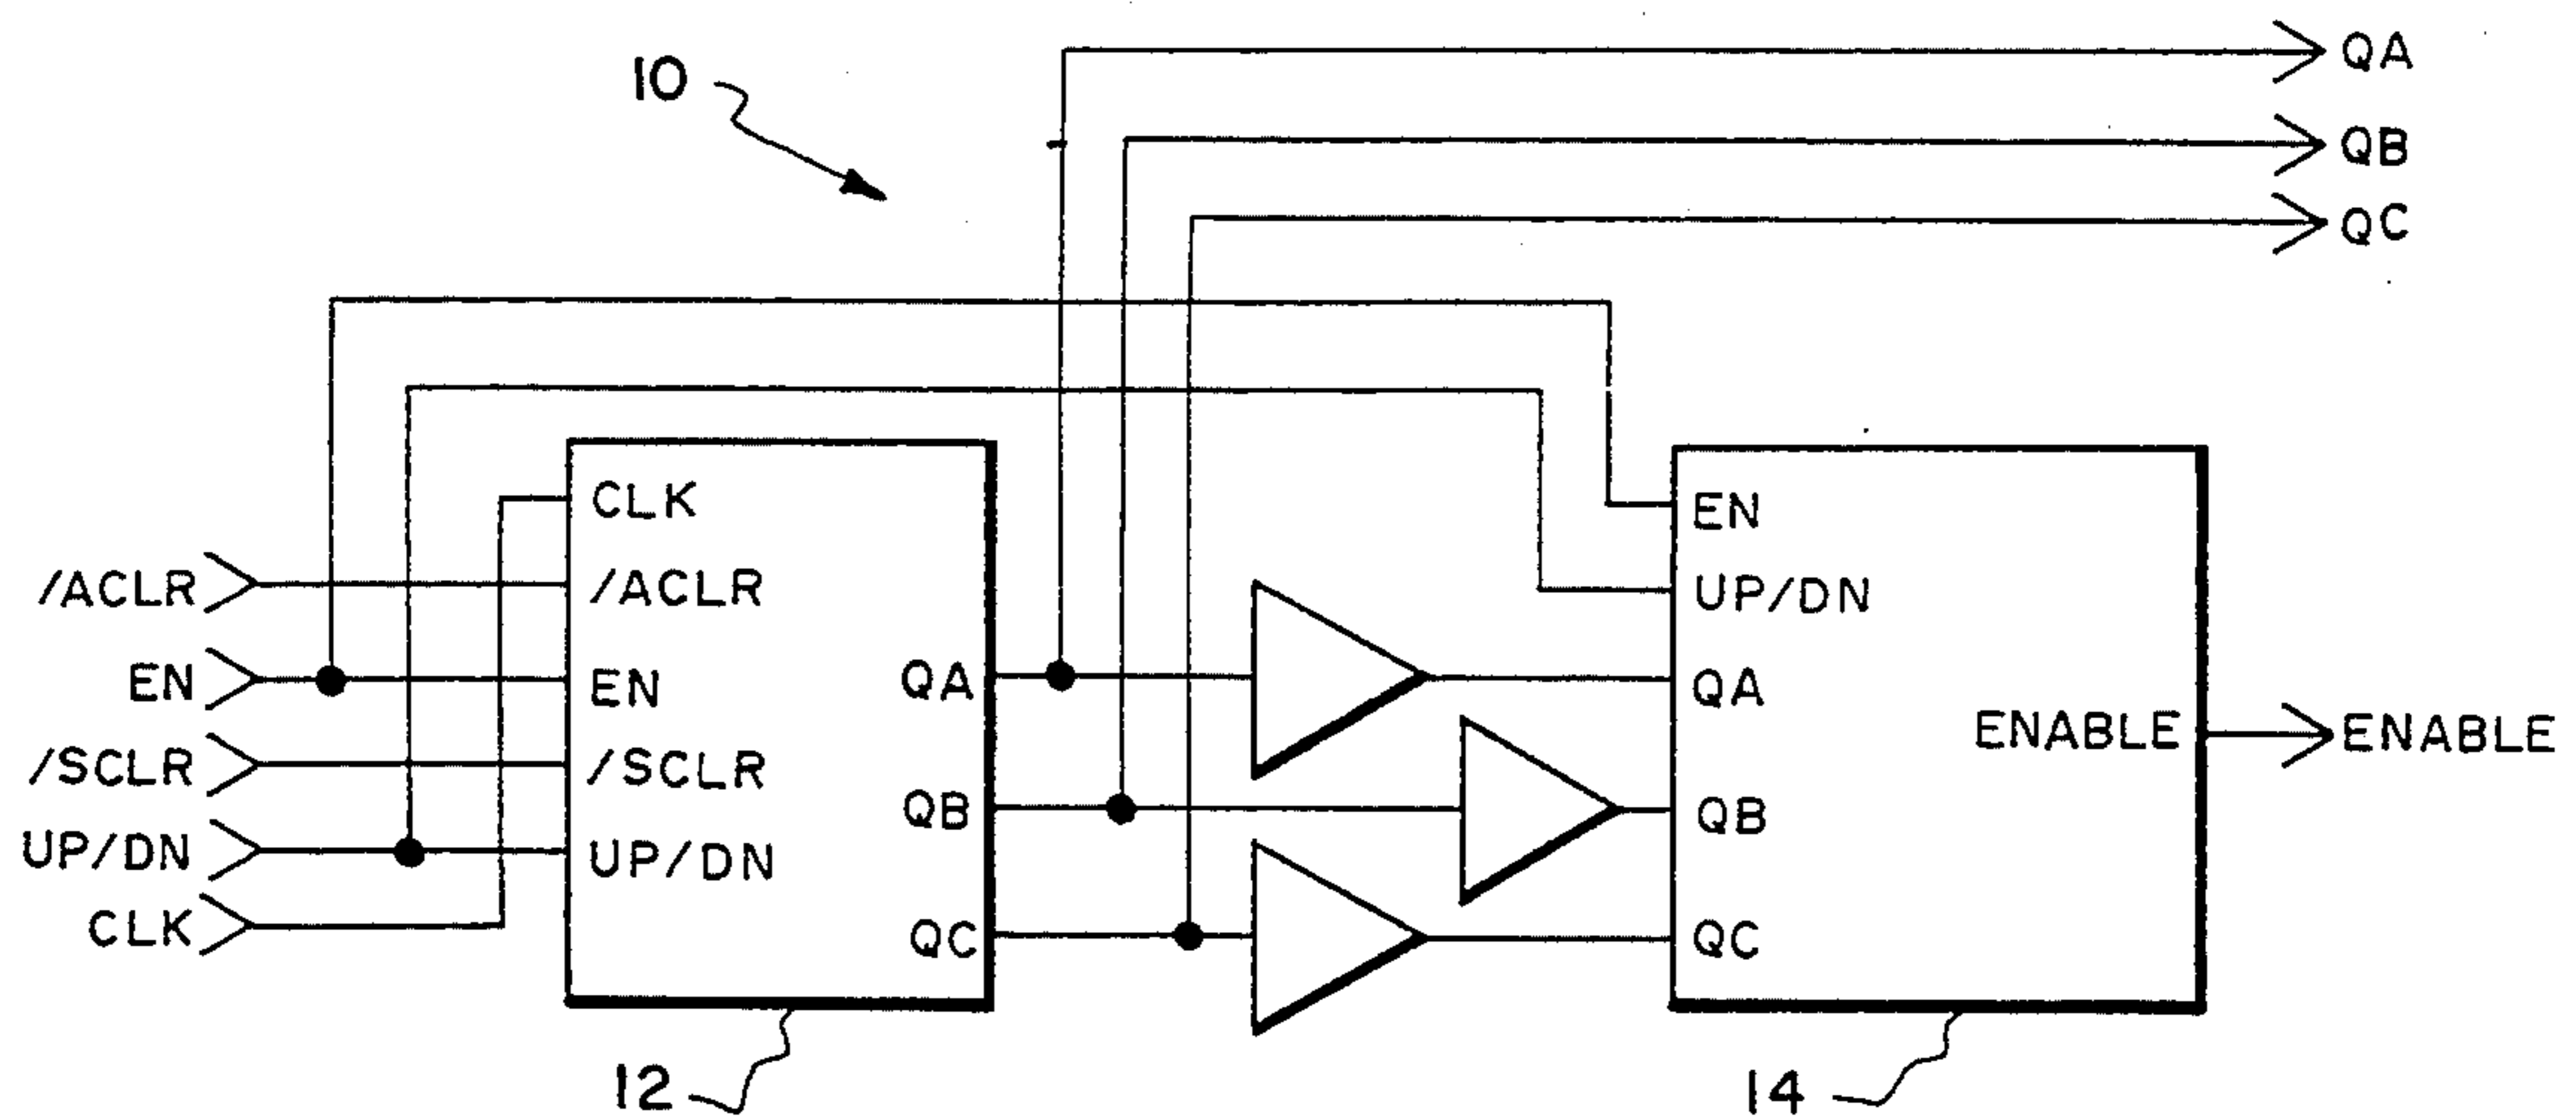 10
QA
QB
QC
/ACLR
EN
/SCLR
UP/DN
CLK
CLK
/ACLR
EN
/SCLR
UP/DN
QA
QB
QC
12
EN
UP/DN
QA
QB
QC
ENABLE
14
ENABLE